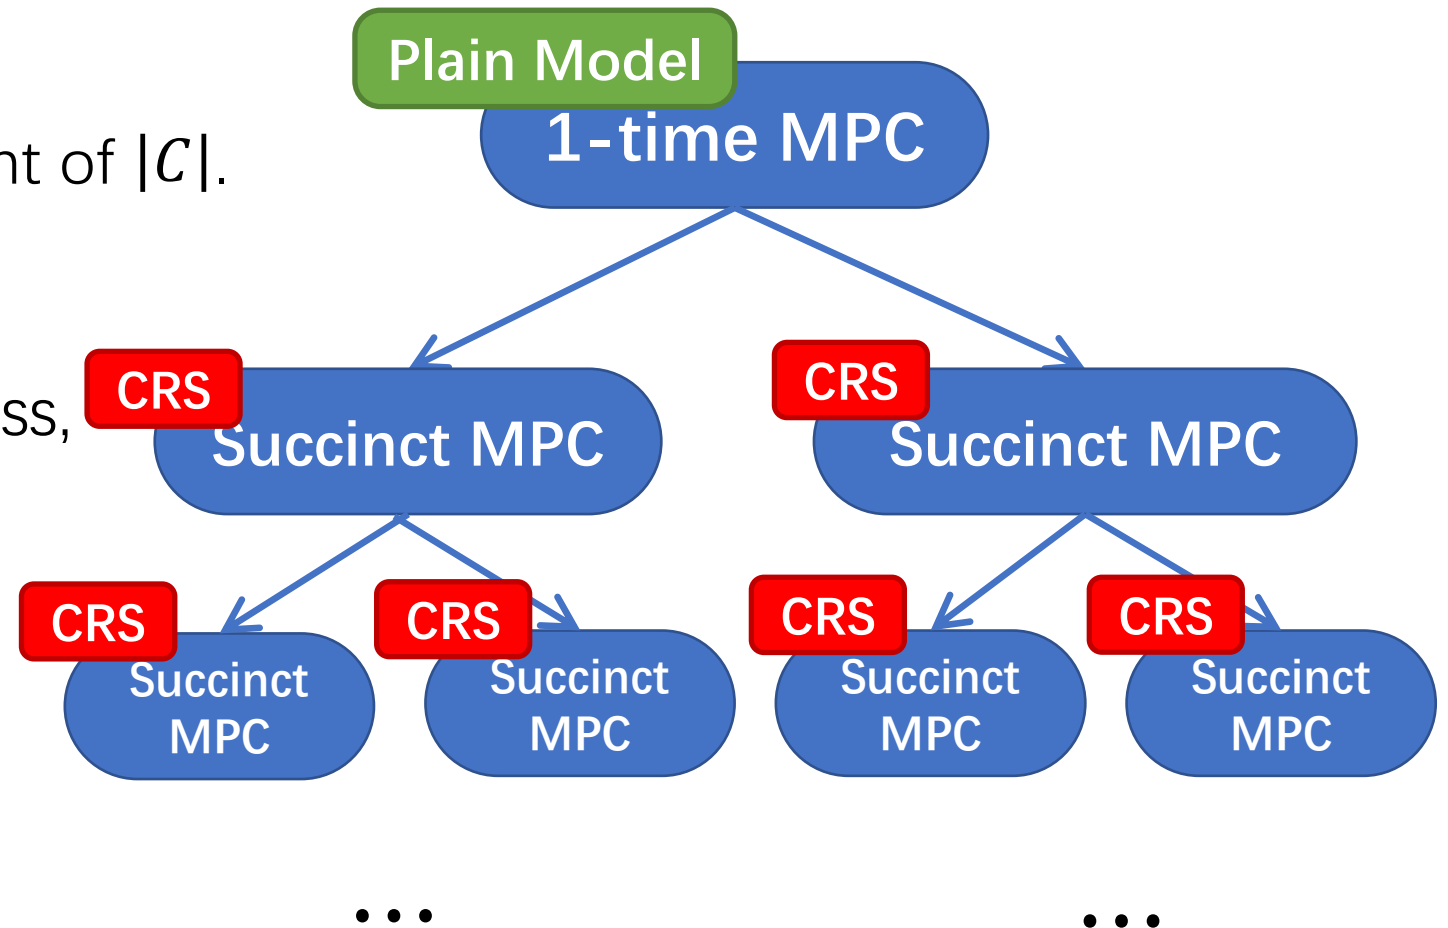 Plain Model
1-time MPC
nt of |C|.
CRS
CRS
ss,
Succinct MPC
Succinct MPC
CRS
CRS
CRS
CRS
Succinct
MPC
Succinct
MPC
Succinct
MPC
Succinct
MPC
...
...